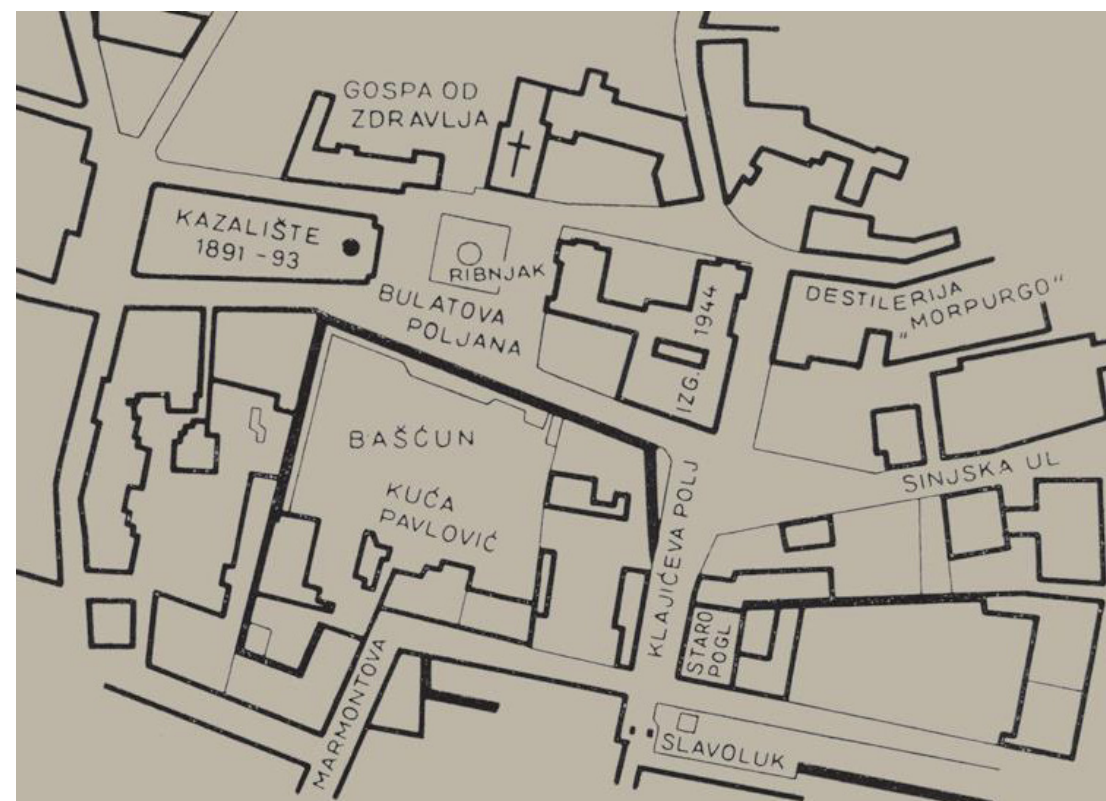 GOSPA OD
ZDRAVLJA
KAZALIŠTE
1891 - 93
RIBNJAK
BULATOVA
POLJANA
IZG. 1944
DESTILERIJA
„MORPURGO“
BAŠĆUN
KUĆA
PAVLOVIĆ
SINJSKA UL
KLAJIĆEVA POLJ
STARO
POGL
MARMONTOVA
SLAVOLUK